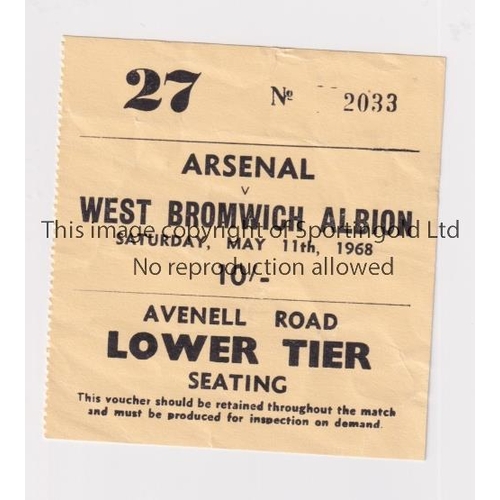 27 Nº 2033
ARSENAL
v
WEST BROMWICH ALBION
This image copyright of Sportingold Ltd
SATURDAY, MAY 11th, 1968
No reproduction allowed
10/-
AVENELL ROAD
LOWER TIER
SEATING
This voucher should be retained throughout the match
and must be produced for inspection on demand.